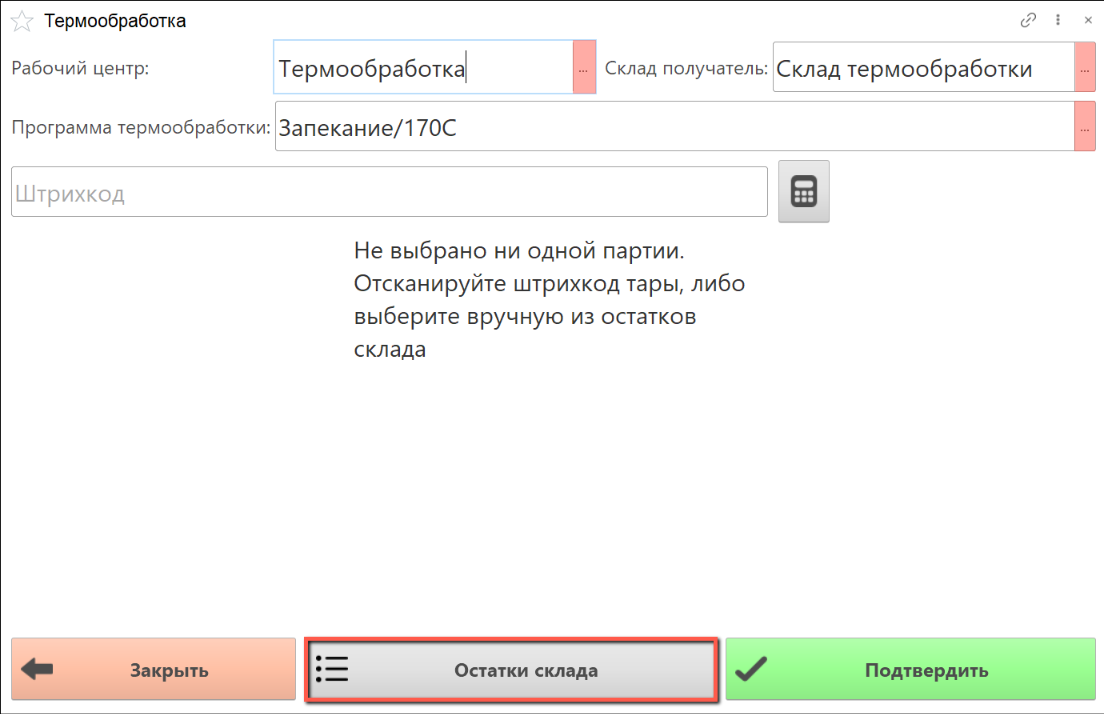 Термообработка
Рабочий центр: Термообработка ... Склад получатель: Склад термообработки ...
Программа термообработки: Запекание/170С ...
Штрихкод
Не выбрано ни одной партии.
Отсканируйте штрихкод тары, либо
выберите вручную из остатков
склада
Закрыть Остатки склада Подтвердить